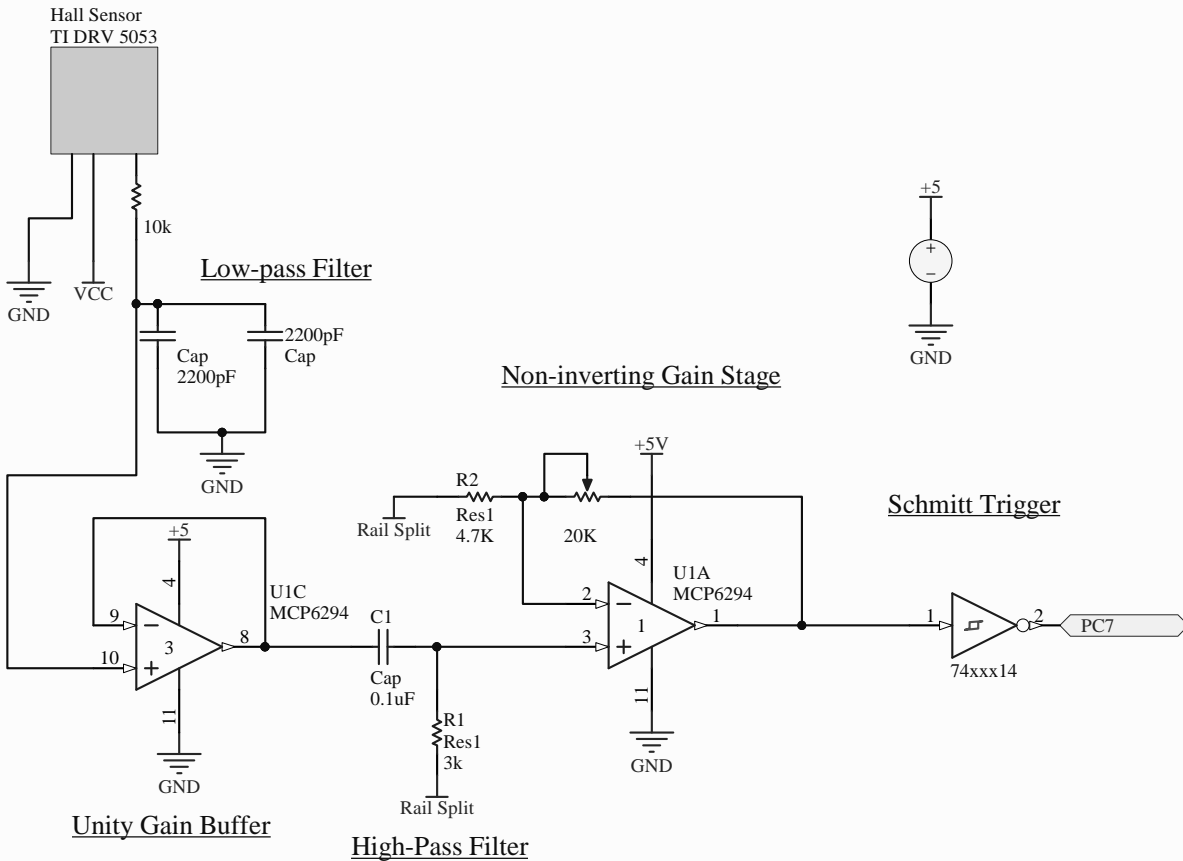 Hall Sensor
TI DRV 5053
10k
GND
VCC
Low-pass Filter
Cap
2200pF
2200pF
Cap
GND
+5
GND
Non-inverting Gain Stage
+5V
R2
Res1
4.7K
Rail Split
20K
4
U1A
MCP6294
2
3
1
1
11
GND
Schmitt Trigger
1
2
PC7
74xxx14
+5
4
U1C
MCP6294
9
10
3
8
11
GND
Unity Gain Buffer
C1
Cap
0.1uF
R1
Res1
3k
Rail Split
High-Pass Filter